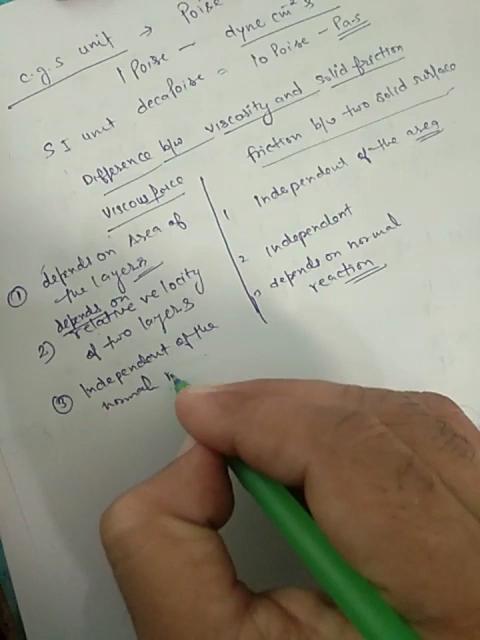 c.g.s unit → Poise
1 Poise - dyne cm⁻² s
SI unit decapoise = 10 Poise - Pa.s
Difference b/w viscosity and solid friction
Viscous force
① depends on Area of
the layers
2) depends on
relative velocity
of two layers
③ Independent of the
normal
friction b/w two solid surface
1 Independent of the area
2 independent
3 depends on normal
reaction